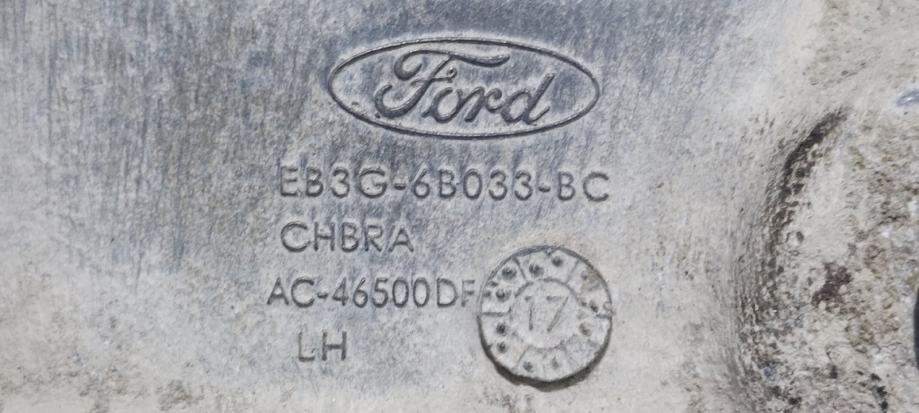 Ford
EB3G-6B033-BC
CHBRA
AC-46500DF
LH
17